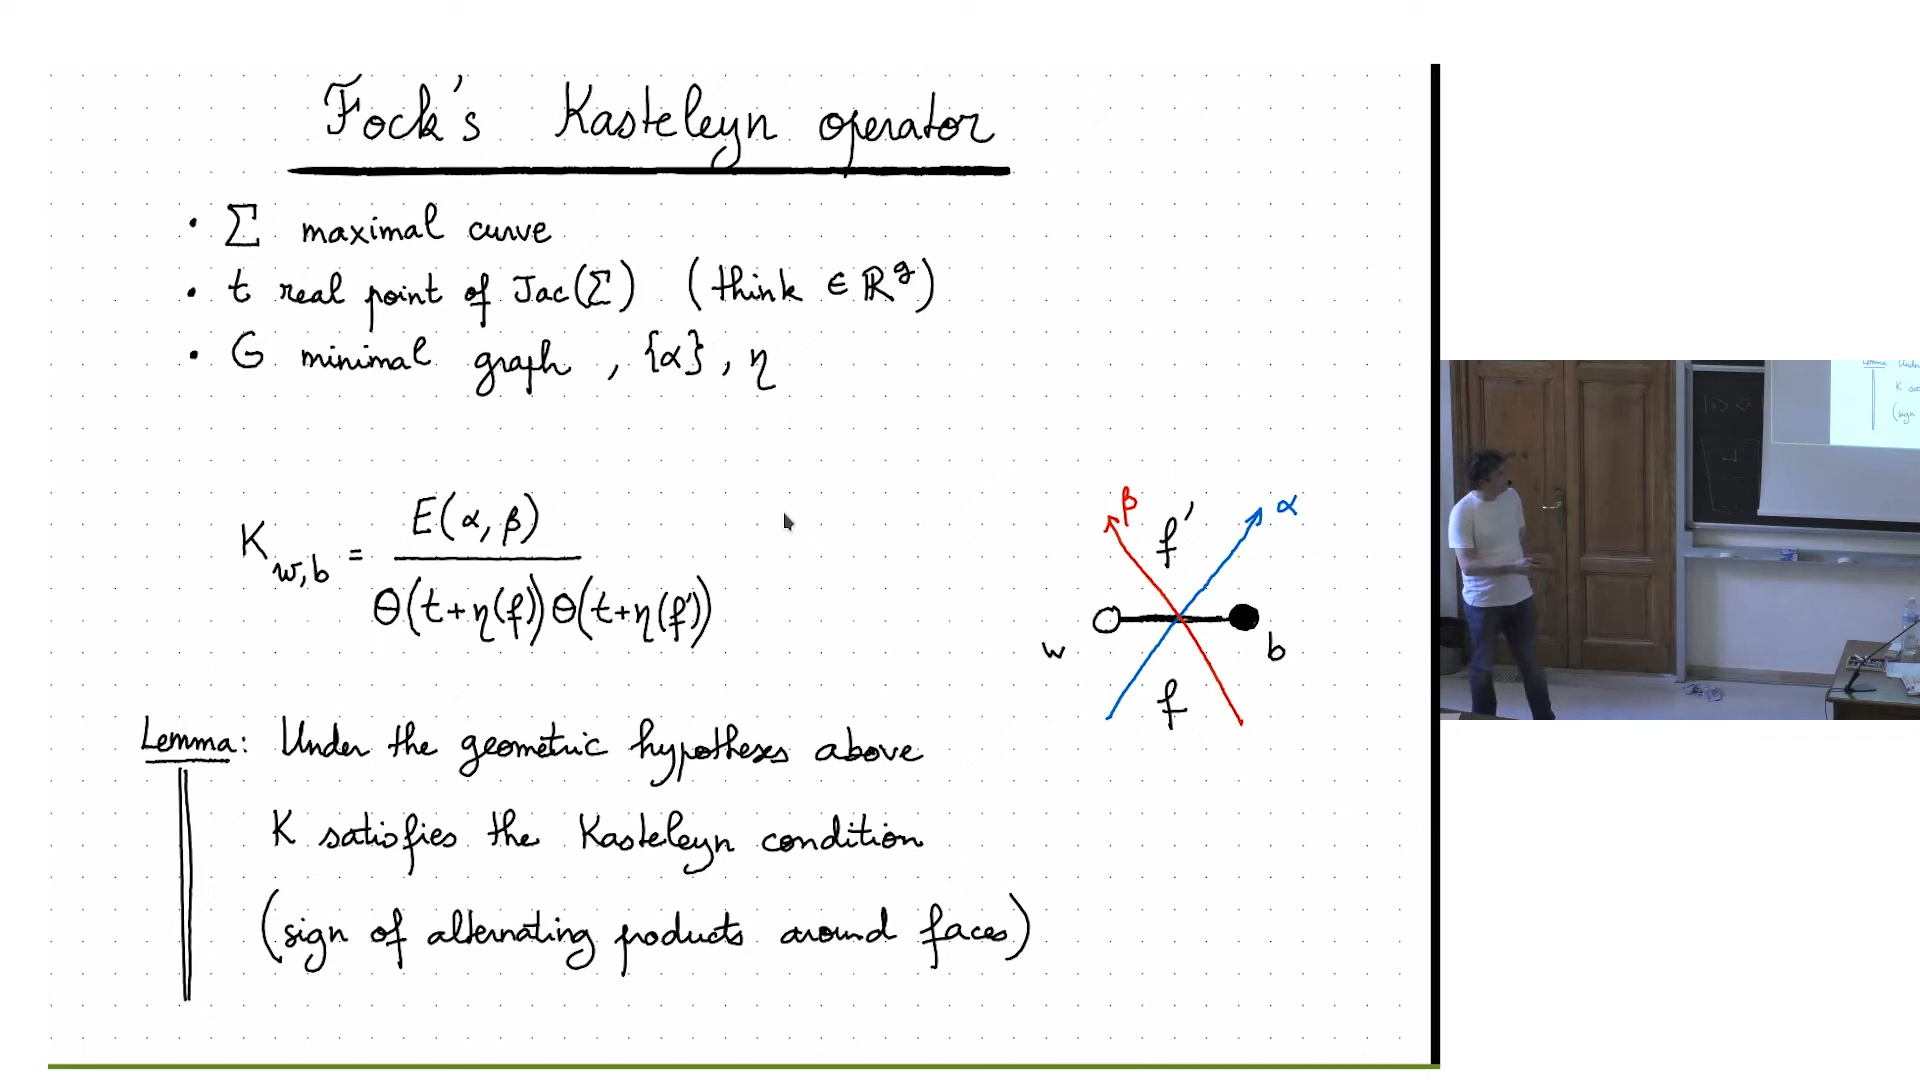 Fock's Kasteleyn operator
• Σ maximal curve
• t real point of Jac(Σ) (think ∈ ℝ^g)
• G minimal graph, {α}, η
K_{w,b} = E(α, β) / θ(t+η(f)) θ(t+η(f'))
β f' α
w b
f
Lemma: Under the geometric hypotheses above
K satisfies the Kasteleyn condition
(sign of alternating products around faces)